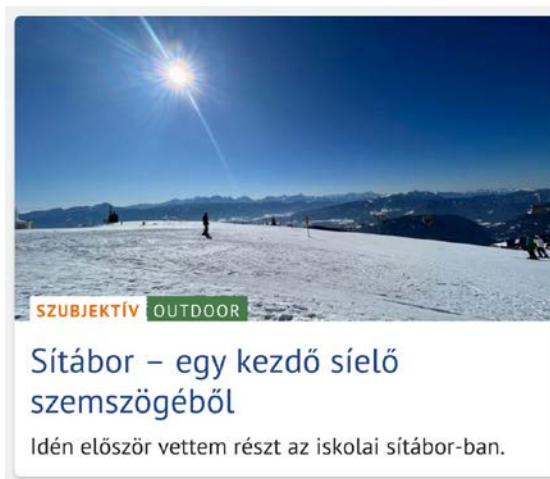 SZUBJEKTÍV OUTDOOR
Sítábor – egy kezdő síelő
szemszögéből
Idén először vettem részt az iskolai sítábor-ban.